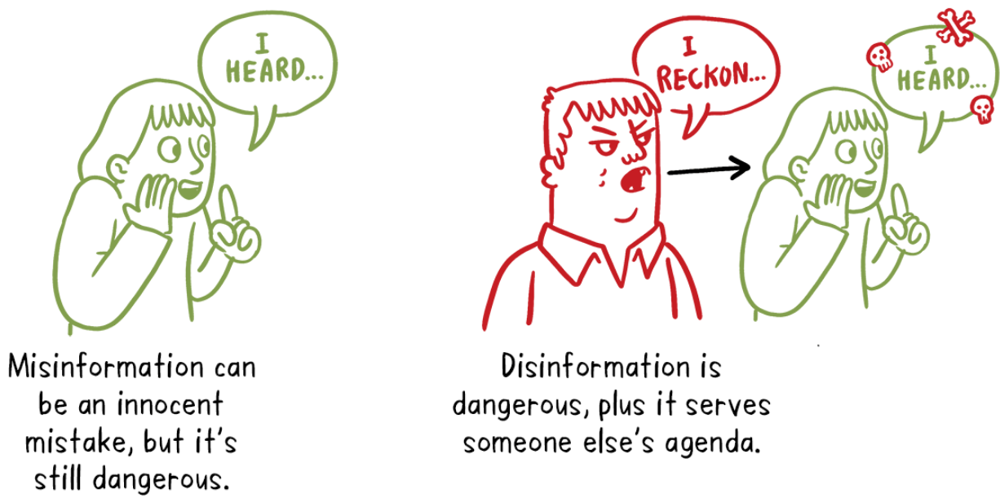 I
HEARD...
I
RECKON...
I
HEARD...
Misinformation can
be an innocent
mistake, but it's
still dangerous.
Disinformation is
dangerous, plus it serves
someone else's agenda.